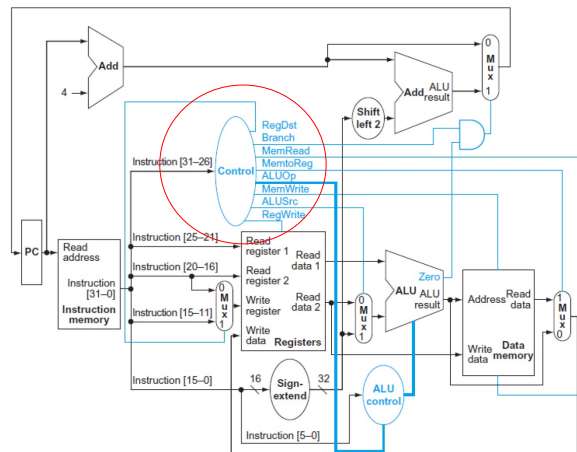 0
M
u
x
1
Add
4
Add
ALU
result
Shift
left 2
RegDst
Branch
MemRead
MemtoReg
ALUOp
MemWrite
ALUSrc
RegWrite
Control
Instruction [31–26]
Instruction [25–21]
Instruction [20–16]
Instruction [15–11]
Instruction [15–0]
Instruction [5–0]
PC
Read
address
Instruction
[31–0]
Instruction
memory
0
M
u
x
1
Read
register 1
Read
register 2
Write
register
Write
data
Read
data 1
Read
data 2
Registers
0
M
u
x
1
Zero
ALU
ALU
result
Address
Read
data
Write
data
Data
memory
1
M
u
x
0
16
Sign-
extend
32
ALU
control